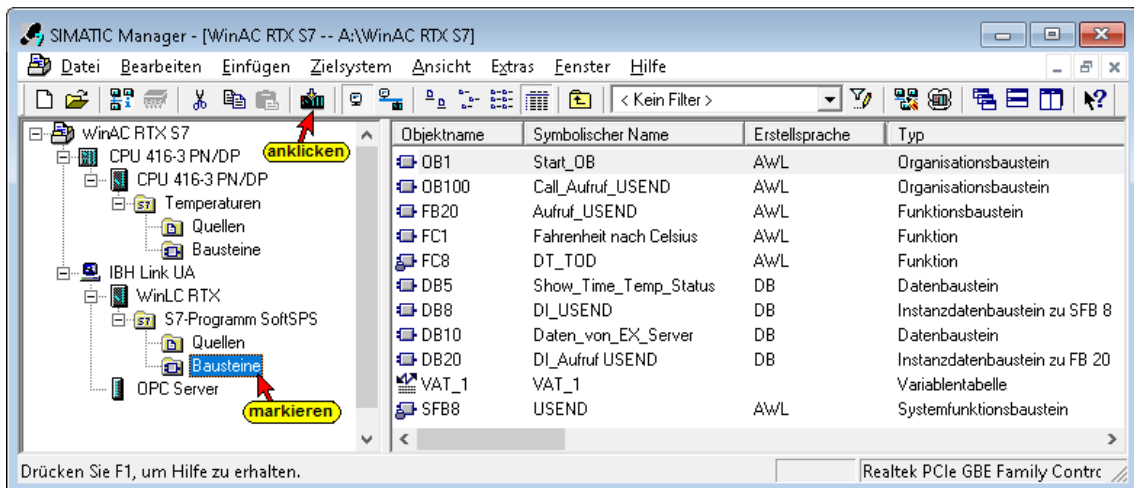 SIMATIC Manager - [WinAC RTX S7 -- A:\WinAC RTX S7]
Datei Bearbeiten Einfügen Zielsystem Ansicht Extras Fenster Hilfe
< Kein Filter >
WinAC RTX S7
CPU 416-3 PN/DP
anklicken
CPU 416-3 PN/DP
S7 Temperaturen
Quellen
Bausteine
IBH Link UA
WinLC RTX
S7 S7-Programm SoftSPS
Quellen
Bausteine
OPC Server
markieren
Objektname Symbolischer Name Erstellsprache Typ
OB1 Start_OB AWL Organisationsbaustein
OB100 Call_Aufruf_USEND AWL Organisationsbaustein
FB20 Aufruf_USEND AWL Funktionsbaustein
FC1 Fahrenheit nach Celsius AWL Funktion
FC8 DT_TOD AWL Funktion
DB5 Show_Time_Temp_Status DB Datenbaustein
DB8 DI_USEND DB Instanzdatenbaustein zu SFB 8
DB10 Daten_von_EX_Server DB Datenbaustein
DB20 DI_Aufruf USEND DB Instanzdatenbaustein zu FB 20
VAT_1 VAT_1 Variablentabelle
SFB8 USEND AWL Systemfunktionsbaustein
Drücken Sie F1, um Hilfe zu erhalten. Realtek PCIe GBE Family Contrc